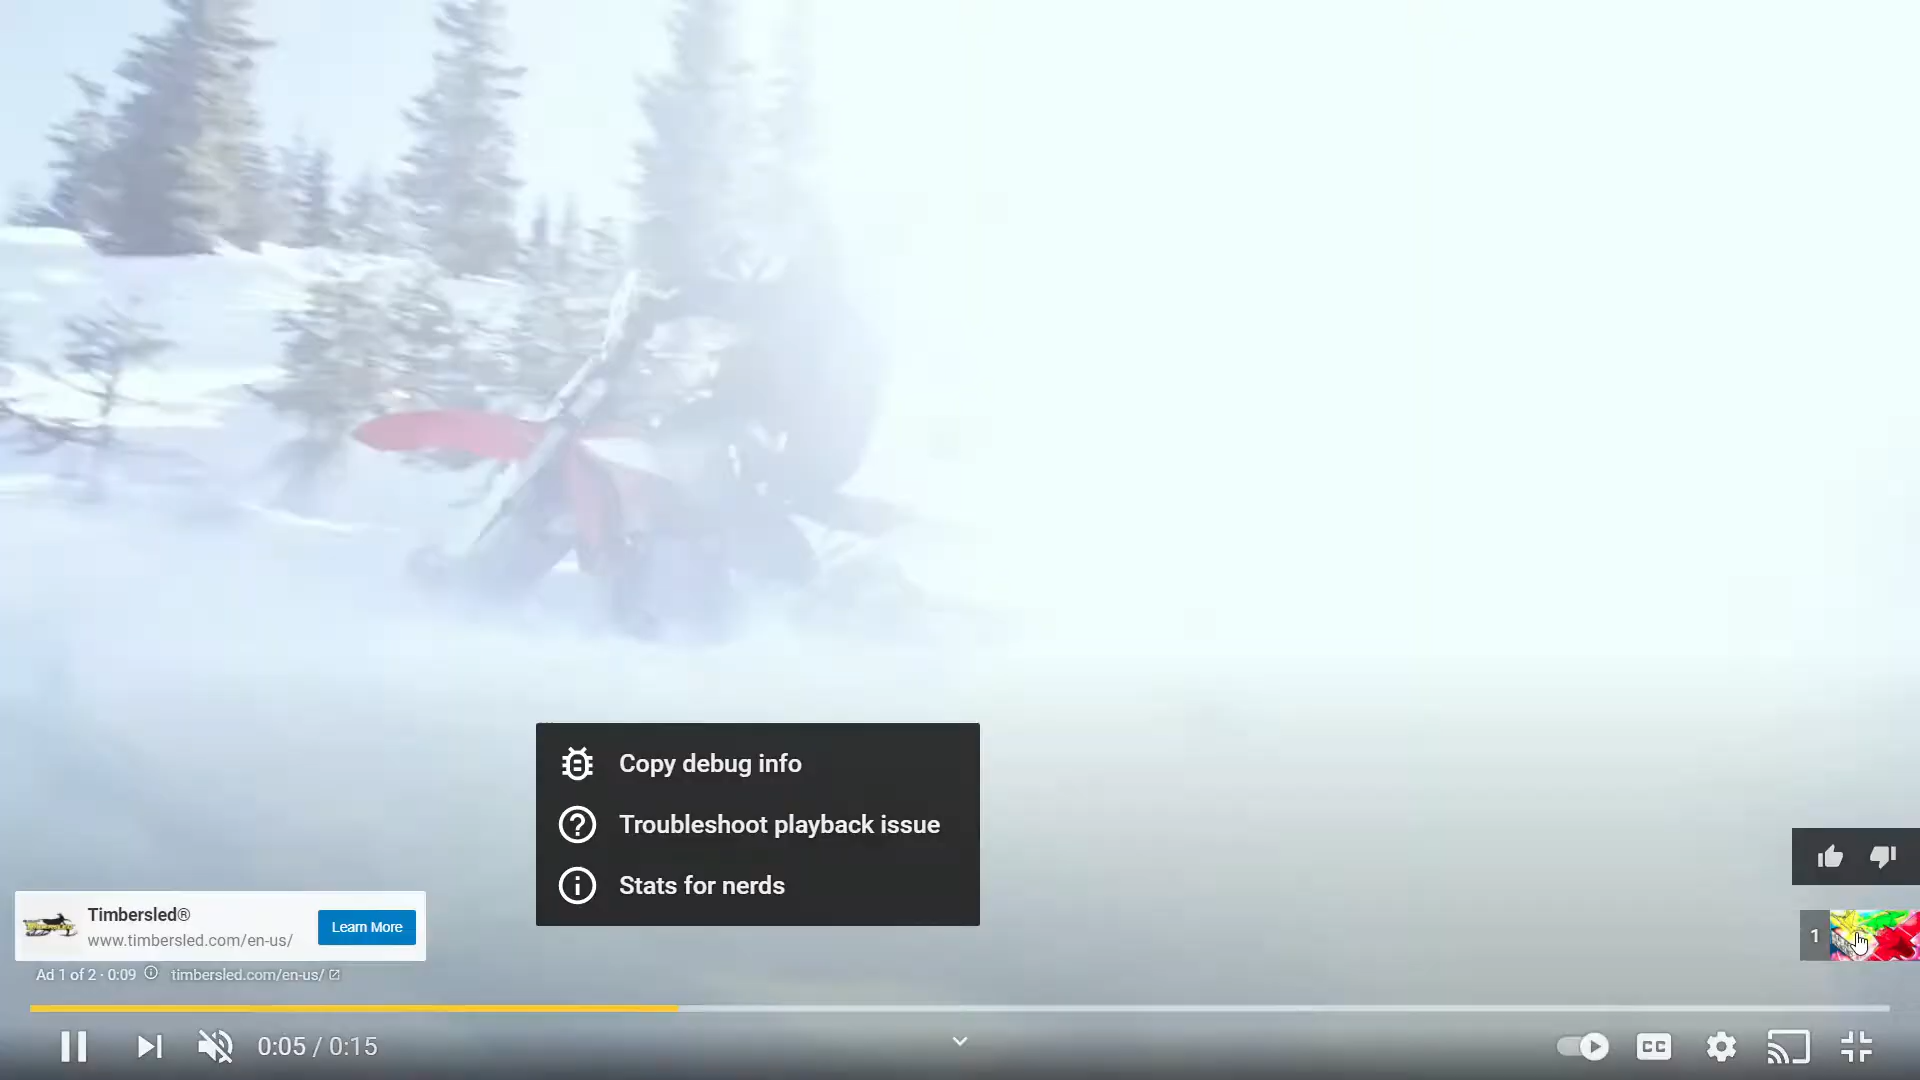 Copy debug info
Troubleshoot playback issue
Stats for nerds
Timbersled®
www.timbersled.com/en-us/
Learn More
Ad 1 of 2 · 0:09
timbersled.com/en-us/
1
0:05 / 0:15
CC